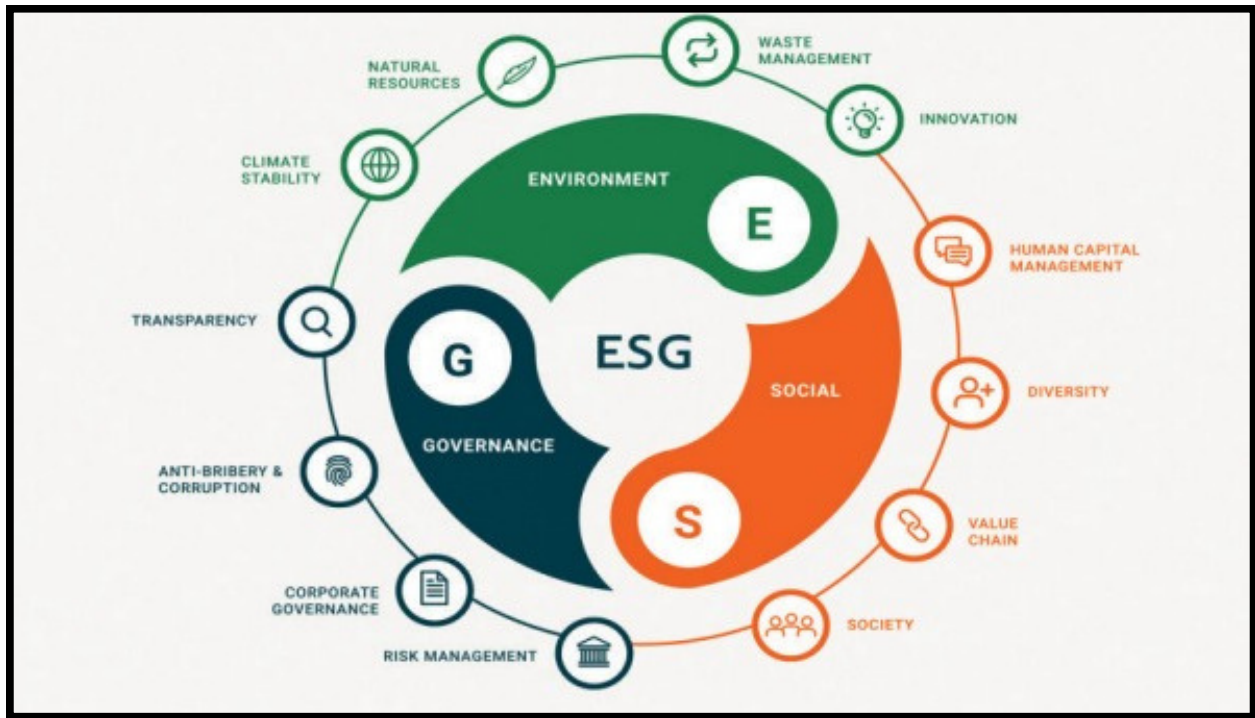 WASTE
MANAGEMENT
NATURAL
RESOURCES
INNOVATION
CLIMATE
STABILITY
ENVIRONMENT
E
HUMAN CAPITAL
MANAGEMENT
TRANSPARENCY
G
ESG
SOCIAL
DIVERSITY
GOVERNANCE
ANTI-BRIBERY &
CORRUPTION
S
VALUE
CHAIN
CORPORATE
GOVERNANCE
SOCIETY
RISK MANAGEMENT